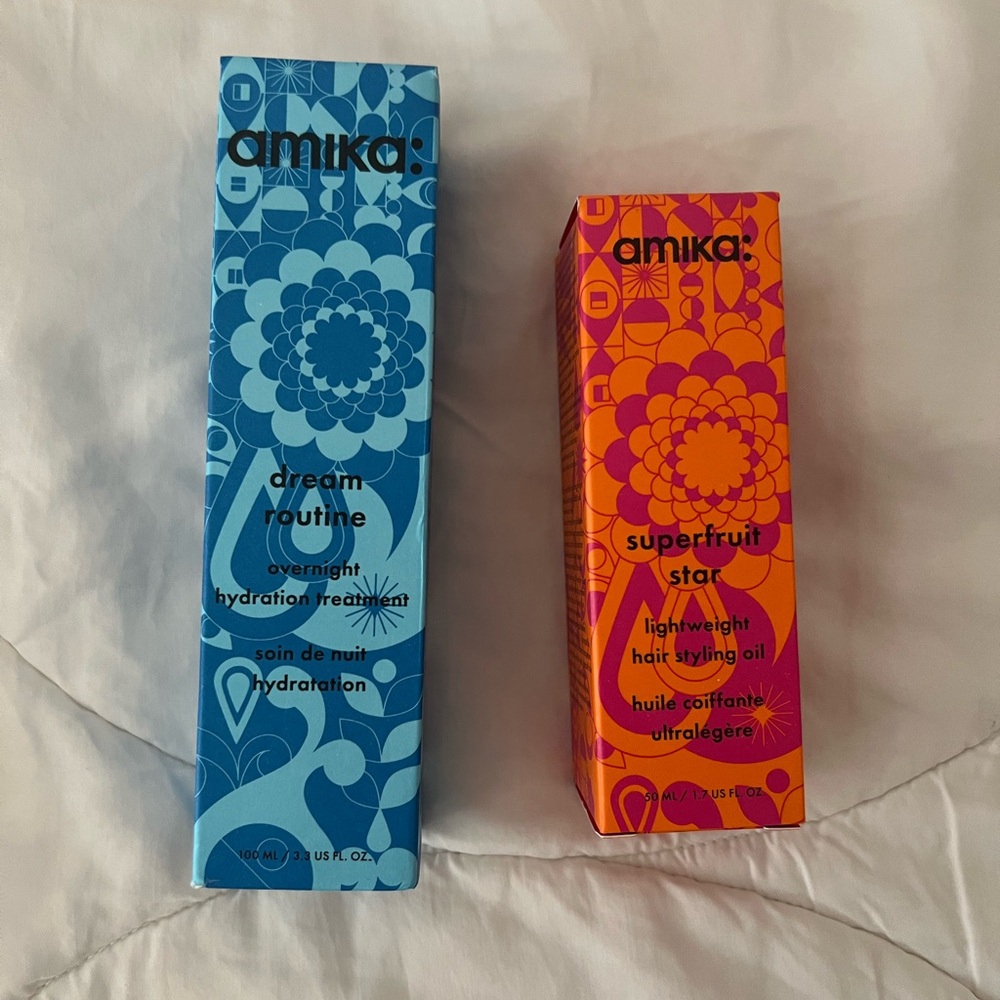 amika:
dream
routine
overnight
hydration treatment
soin de nuit
hydratation
100 ML / 3.3 US FL. OZ.
amika:
superfruit
star
lightweight
hair styling oil
huile coiffante
ultralégère
50 ML / 1.7 US FL. OZ.